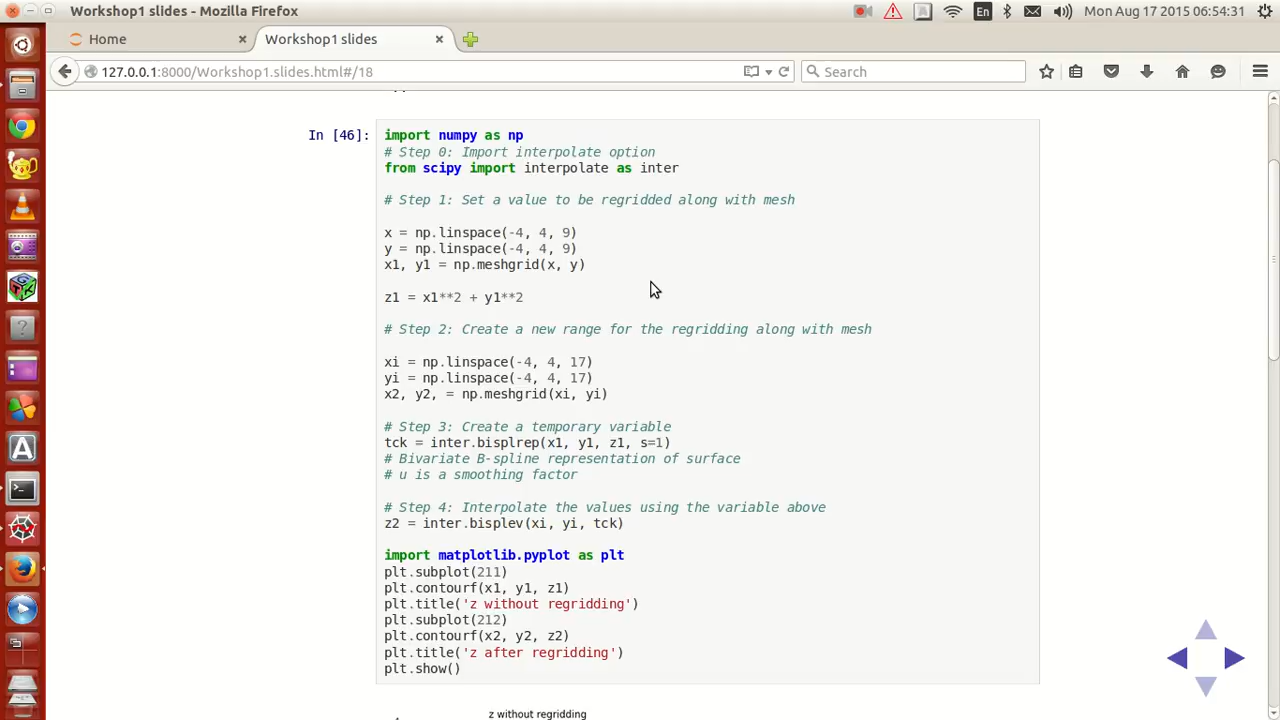 Workshop1 slides - Mozilla Firefox
En
Mon Aug 17 2015 06:54:31
Home
Workshop1 slides
127.0.0.1:8000/Workshop1.slides.html#/18
Search
In [46]:
import numpy as np
# Step 0: Import interpolate option
from scipy import interpolate as inter
# Step 1: Set a value to be regridded along with mesh
x = np.linspace(-4, 4, 9)
y = np.linspace(-4, 4, 9)
x1, y1 = np.meshgrid(x, y)
z1 = x1**2 + y1**2
# Step 2: Create a new range for the regridding along with mesh
xi = np.linspace(-4, 4, 17)
yi = np.linspace(-4, 4, 17)
x2, y2, = np.meshgrid(xi, yi)
# Step 3: Create a temporary variable
tck = inter.bisplrep(x1, y1, z1, s=1)
# Bivariate B-spline representation of surface
# u is a smoothing factor
# Step 4: Interpolate the values using the variable above
z2 = inter.bisplev(xi, yi, tck)
import matplotlib.pyplot as plt
plt.subplot(211)
plt.contourf(x1, y1, z1)
plt.title('z without regridding')
plt.subplot(212)
plt.contourf(x2, y2, z2)
plt.title('z after regridding')
plt.show()
z without regridding